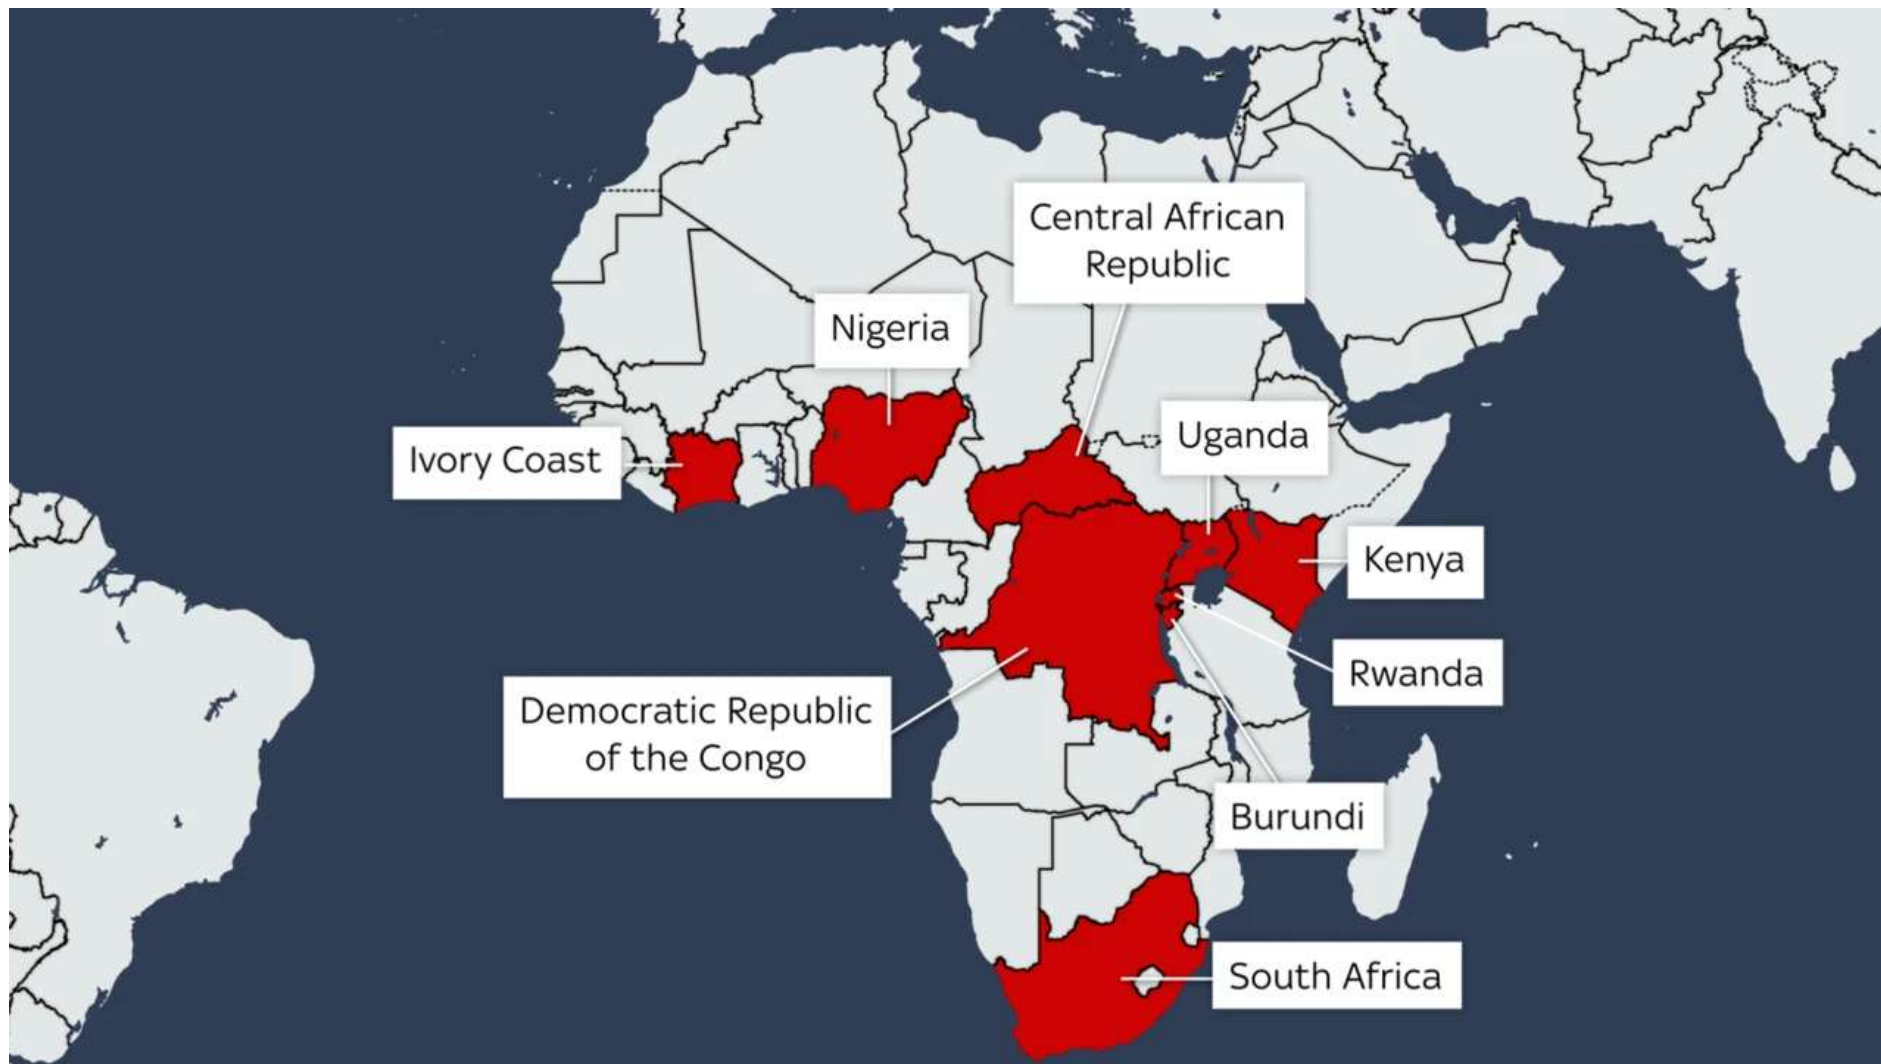 Central African
Republic
Nigeria
Uganda
Ivory Coast
Kenya
Rwanda
Democratic Republic
of the Congo
Burundi
South Africa